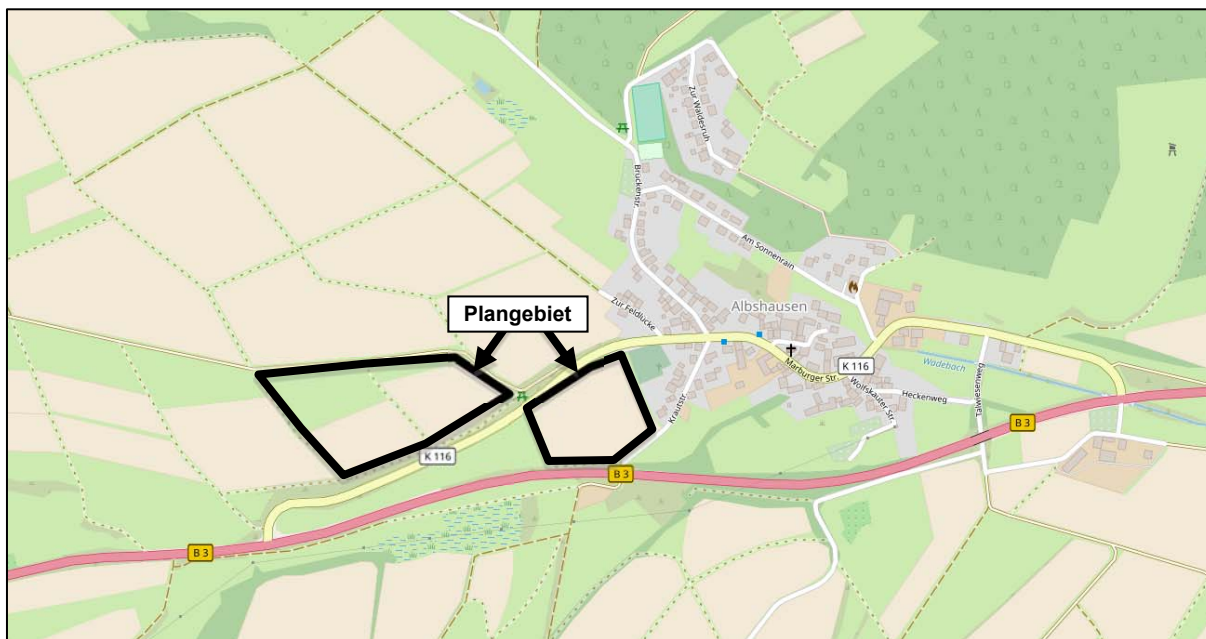 Zur Waldesruh
Brückenstr.
Am Sonnenrain
Zur Feldlücke
Albshausen
Plangebiet
K 116
Marburger Str.
Wolfskauter Str.
Heckenweg
Wadebach
Talwiesenweg
Krautstr.
K 116
B 3
B 3
B 3